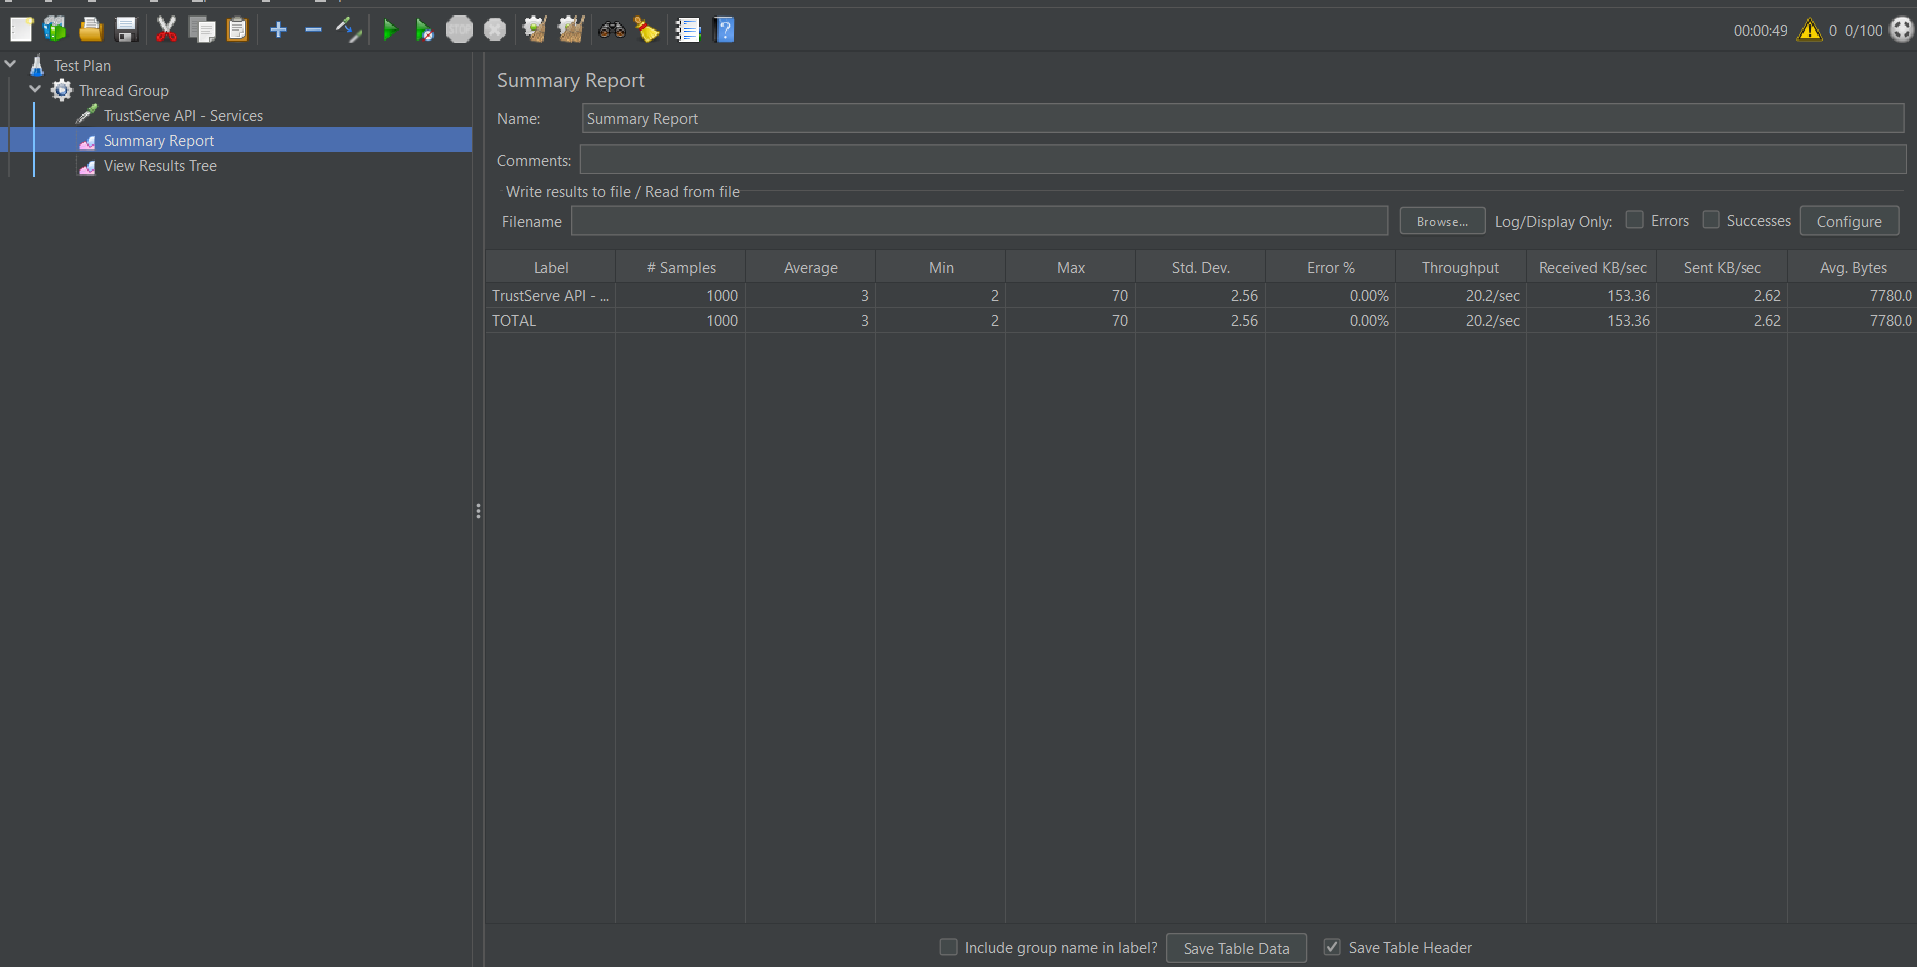 00:00:49 0 0/100
Test Plan
Thread Group
TrustServe API - Services
Summary Report
View Results Tree
Summary Report
Name: Summary Report
Comments:
Write results to file / Read from file
Filename Browse... Log/Display Only: Errors Successes Configure
Label # Samples Average Min Max Std. Dev. Error % Throughput Received KB/sec Sent KB/sec Avg. Bytes
TrustServe API - ... 1000 3 2 70 2.56 0.00% 20.2/sec 153.36 2.62 7780.0
TOTAL 1000 3 2 70 2.56 0.00% 20.2/sec 153.36 2.62 7780.0
Include group name in label? Save Table Data Save Table Header